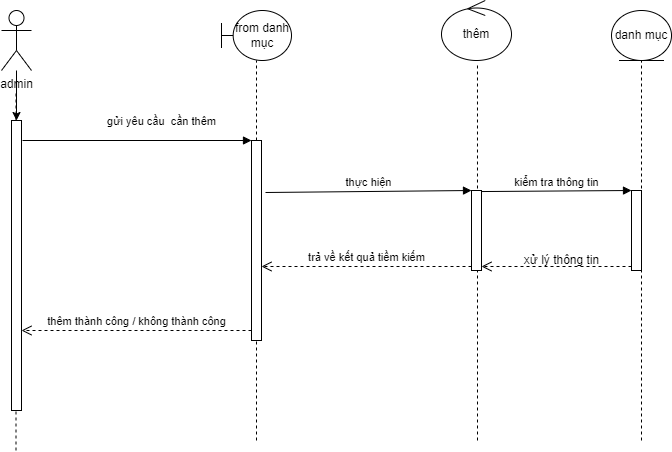 from danh
mục
thêm
danh mục
admin
gửi yêu cầu cần thêm
thực hiện
kiểm tra thông tin
trả về kết quả tiềm kiếm
xử lý thông tin
thêm thành công / không thành công